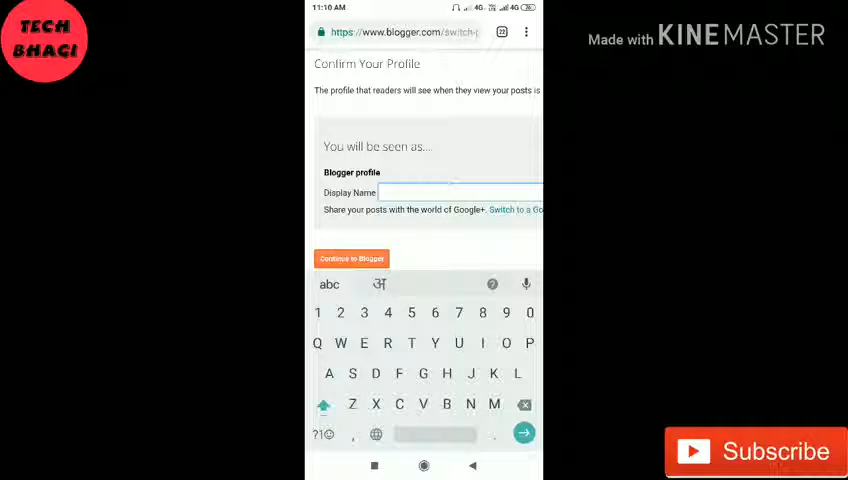 TECH
BHAGI
11:10 AM
4G
4G
26
https://www.blogger.com/switch-p
22
Made with KINEMASTER
Confirm Your Profile
The profile that readers will see when they view your posts is
You will be seen as....
Blogger profile
Display Name
Share your posts with the world of Google+. Switch to a Go
Continue to Blogger
abc अ
1 2 3 4 5 6 7 8 9 0
Q W E R T Y U I O P
A S D F G H J K L
Z X C V B N M
?1☺ , .
Subscribe